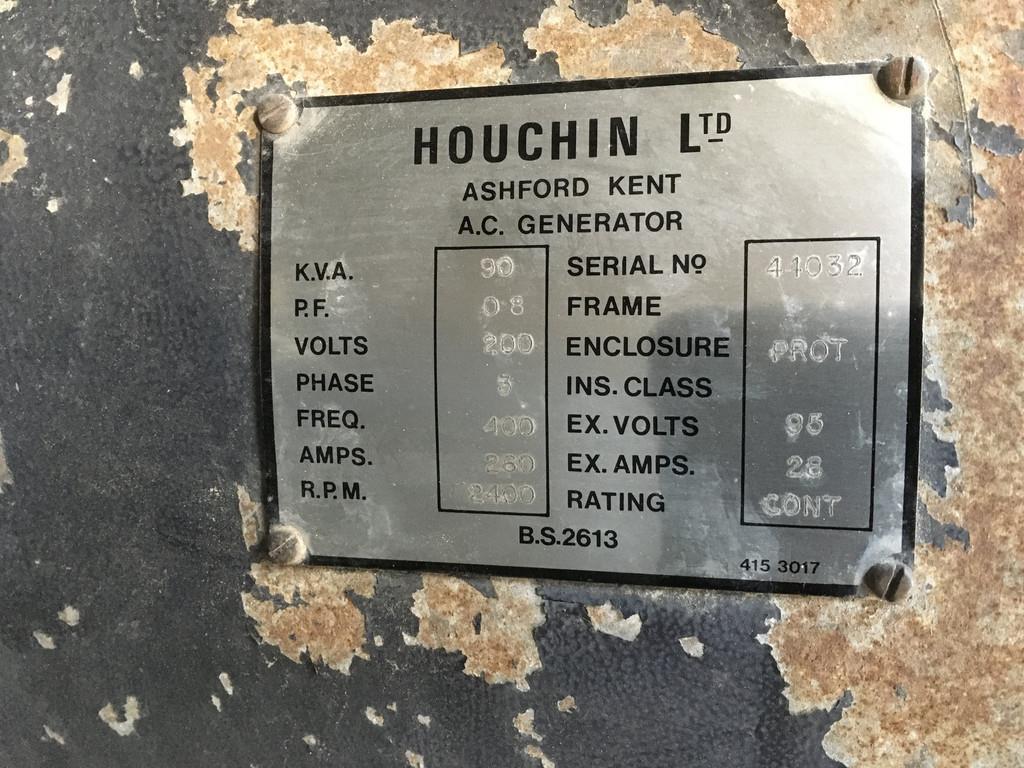 HOUCHIN LTD
ASHFORD KENT
A.C. GENERATOR
K.V.A. 90 SERIAL Nº 41032
P.F. 0.8 FRAME
VOLTS 200 ENCLOSURE PROT
PHASE 3 INS. CLASS
FREQ. 400 EX. VOLTS 95
AMPS. 260 EX. AMPS. 28
R.P.M. 2400 RATING CONT
B.S.2613
415 3017